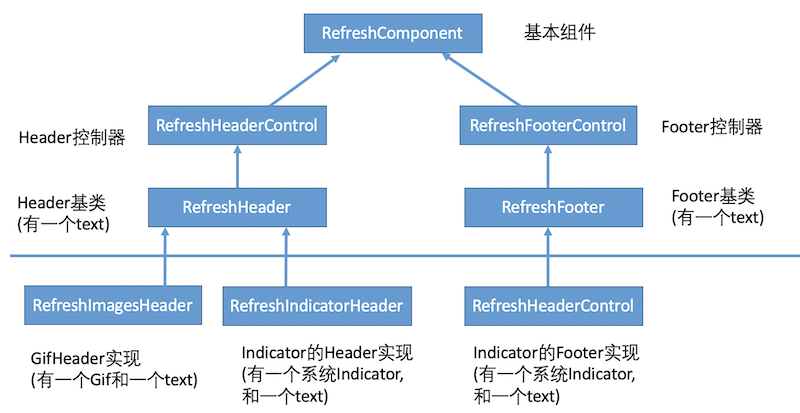 RefreshComponent
基本组件
Header控制器
RefreshHeaderControl
RefreshFooterControl
Footer控制器
Header基类
(有一个text)
RefreshHeader
RefreshFooter
Footer基类
(有一个text)
RefreshImagesHeader
RefreshIndicatorHeader
RefreshHeaderControl
GifHeader实现
(有一个Gif和一个text)
Indicator的Header实现
(有一个系统Indicator,
和一个text)
Indicator的Footer实现
(有一个系统Indicator,
和一个text)